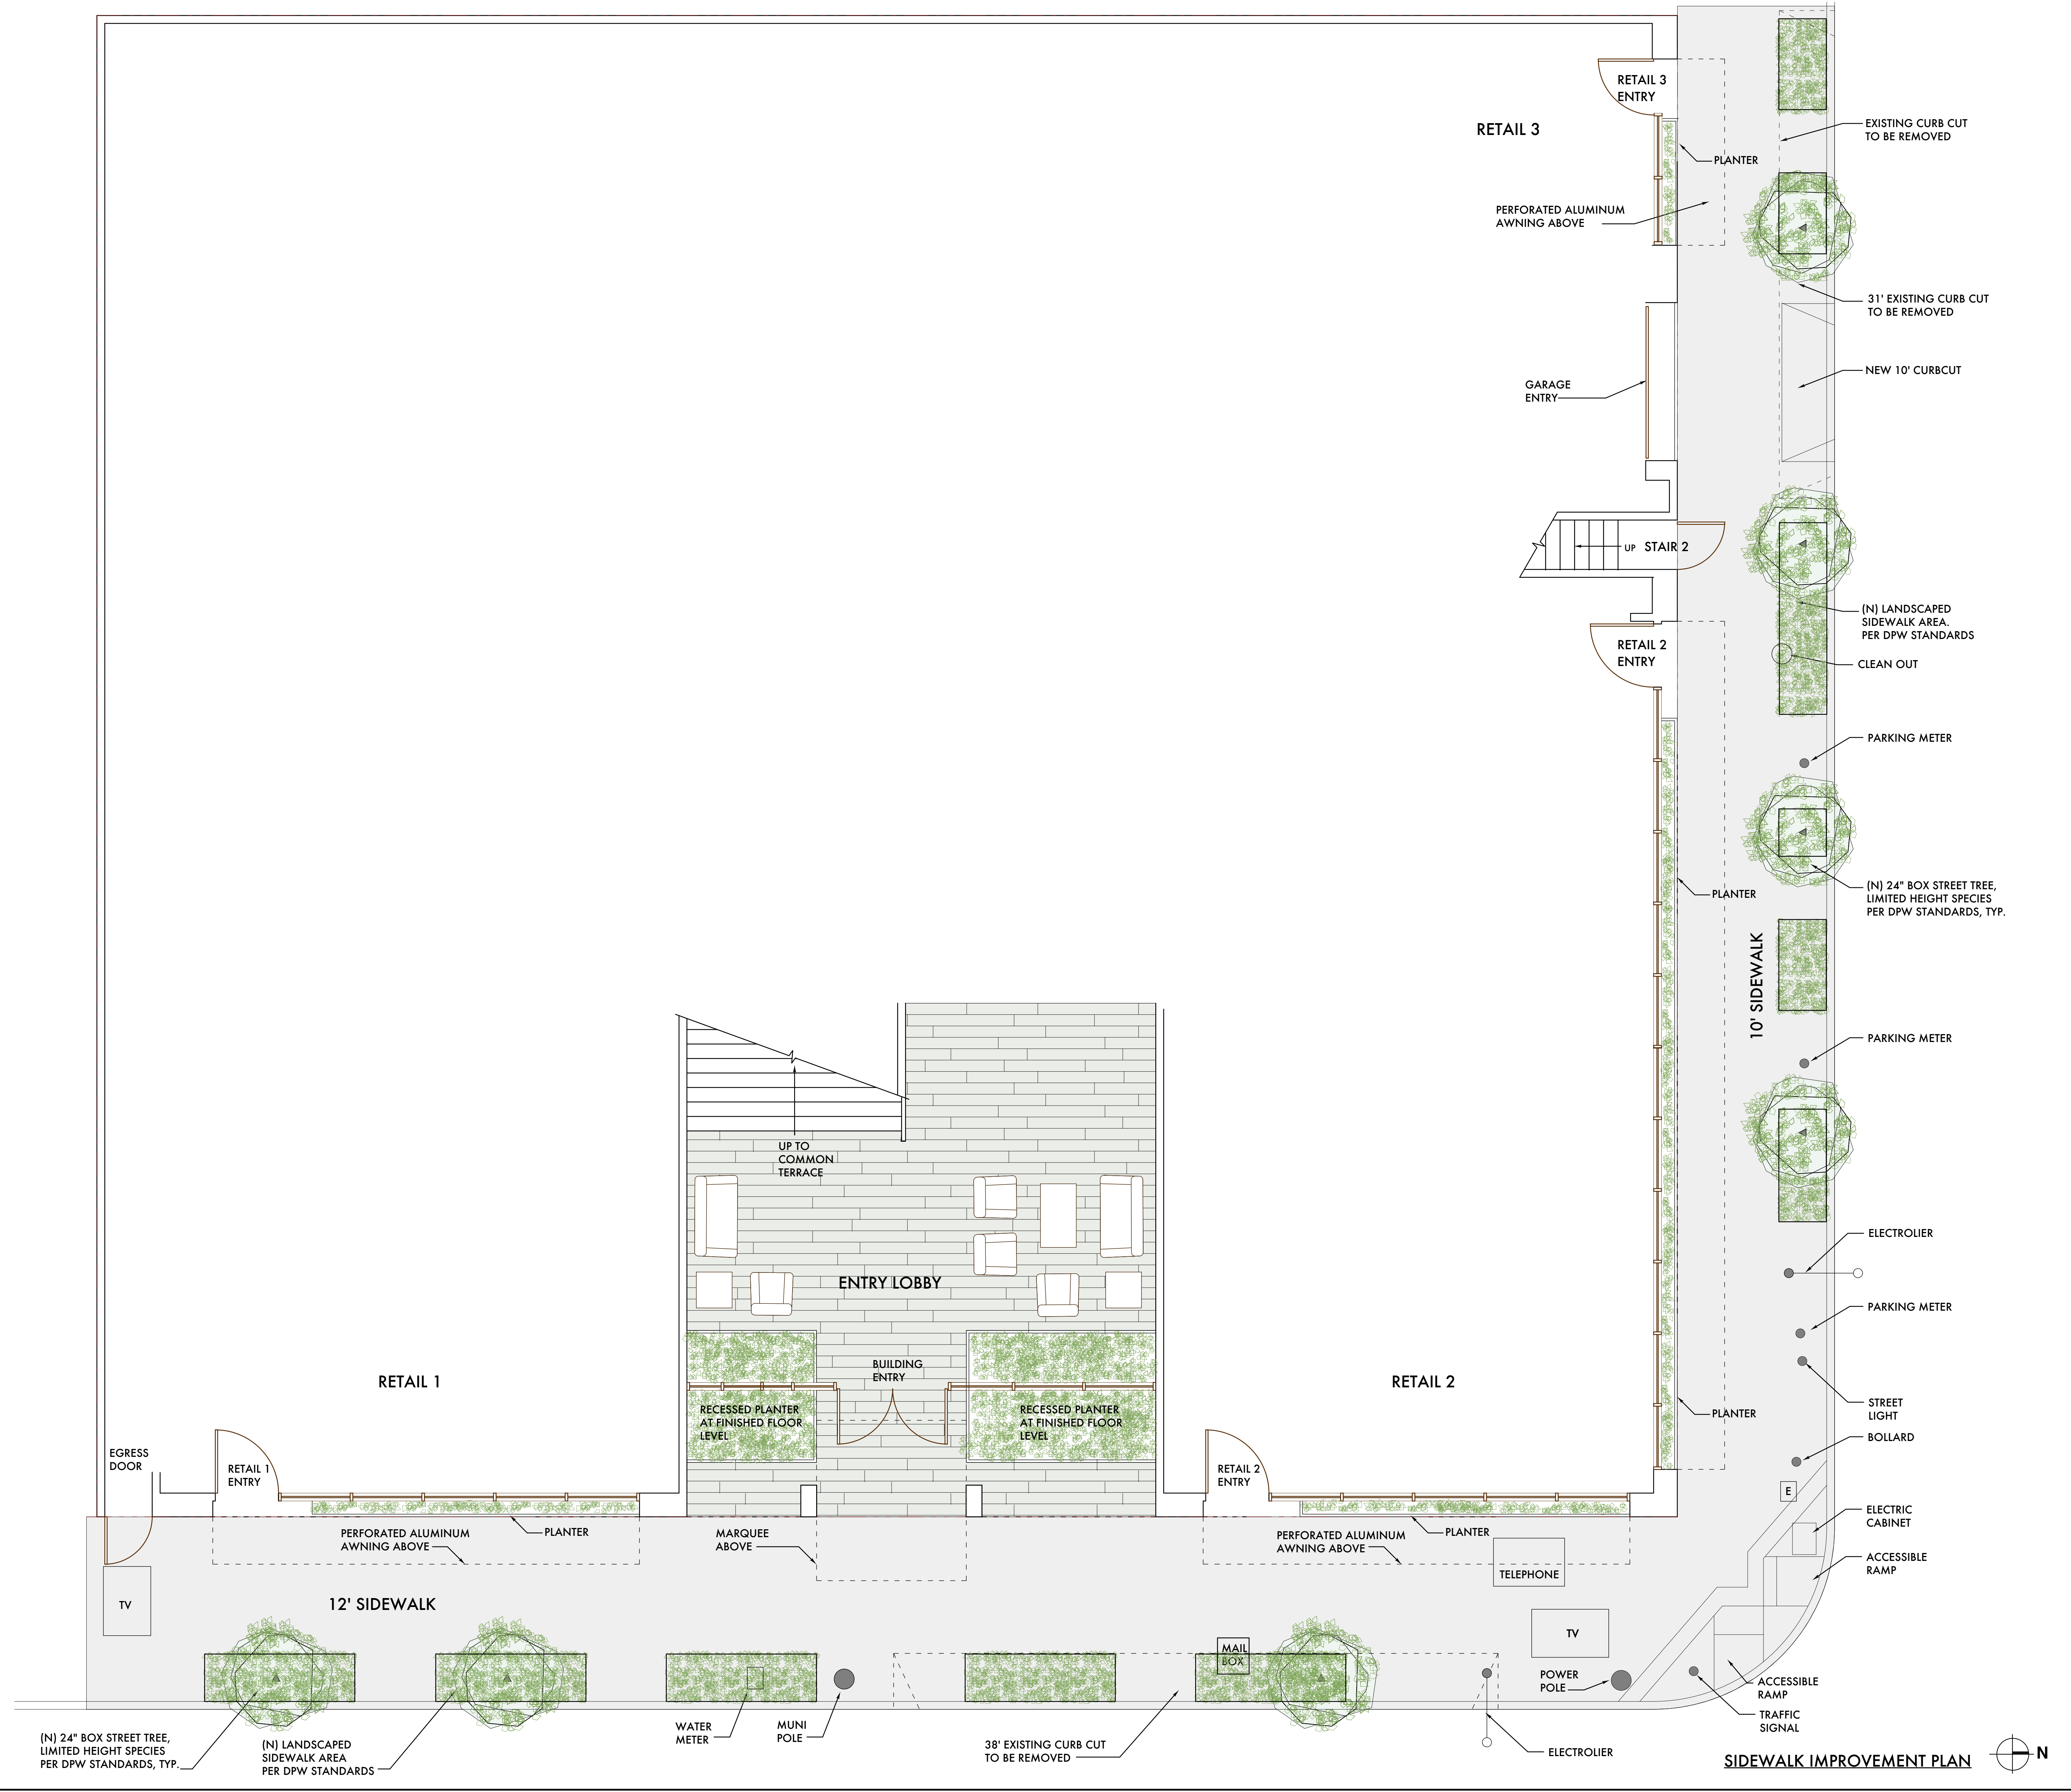 RETAIL 3
ENTRY
RETAIL 3
EXISTING CURB CUT
TO BE REMOVED
PLANTER
PERFORATED ALUMINUM
AWNING ABOVE
31' EXISTING CURB CUT
TO BE REMOVED
NEW 10' CURBCUT
GARAGE
ENTRY
UP STAIR 2
(N) LANDSCAPED
SIDEWALK AREA.
PER DPW STANDARDS
RETAIL 2
ENTRY
CLEAN OUT
PARKING METER
PLANTER
(N) 24" BOX STREET TREE,
LIMITED HEIGHT SPECIES
PER DPW STANDARDS, TYP.
10' SIDEWALK
PARKING METER
UP TO
COMMON
TERRACE
ELECTROLIER
ENTRY LOBBY
PARKING METER
BUILDING
ENTRY
RETAIL 1
RETAIL 2
RECESSED PLANTER
AT FINISHED FLOOR
LEVEL
RECESSED PLANTER
AT FINISHED FLOOR
LEVEL
PLANTER
STREET
LIGHT
BOLLARD
EGRESS
DOOR
RETAIL 1
ENTRY
RETAIL 2
ENTRY
E
ELECTRIC
CABINET
PERFORATED ALUMINUM
AWNING ABOVE
PLANTER
MARQUEE
ABOVE
PERFORATED ALUMINUM
AWNING ABOVE
PLANTER
ACCESSIBLE
RAMP
TELEPHONE
TV
12' SIDEWALK
TV
MAIL
BOX
POWER
POLE
ACCESSIBLE
RAMP
TRAFFIC
SIGNAL
WATER
METER
MUNI
POLE
(N) 24" BOX STREET TREE,
LIMITED HEIGHT SPECIES
PER DPW STANDARDS, TYP.
(N) LANDSCAPED
SIDEWALK AREA
PER DPW STANDARDS
38' EXISTING CURB CUT
TO BE REMOVED
ELECTROLIER
SIDEWALK IMPROVEMENT PLAN
N